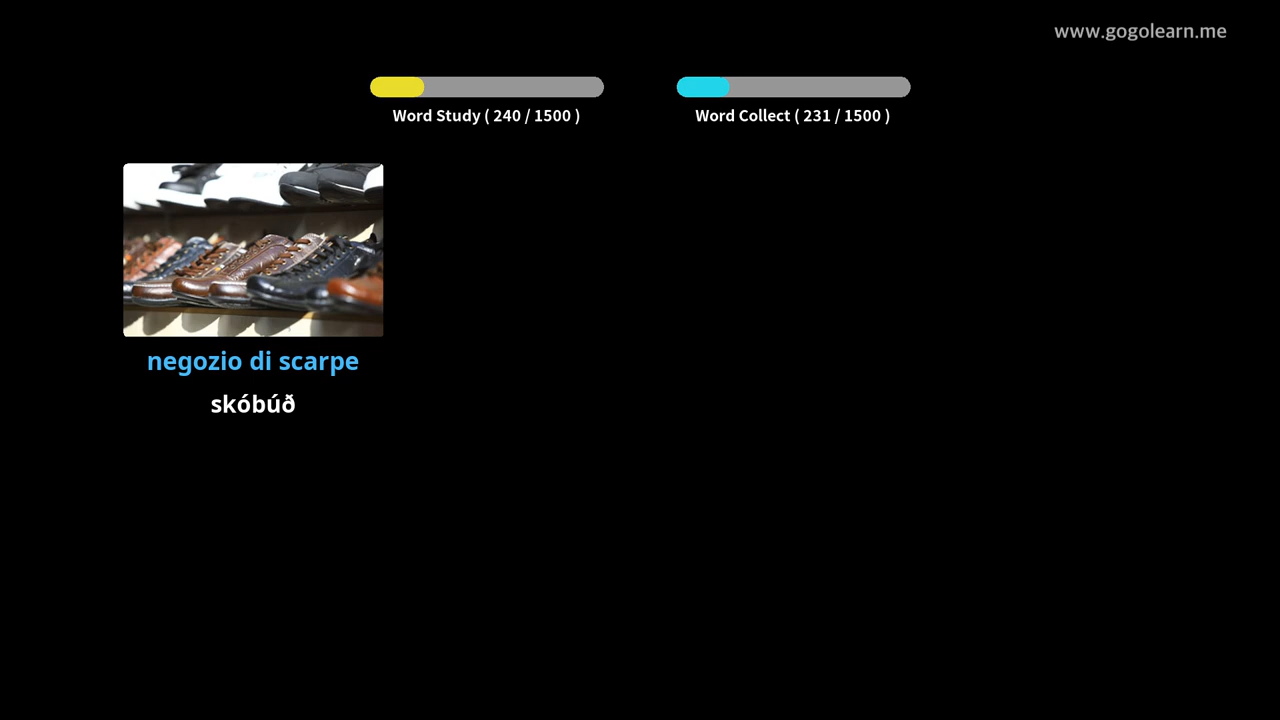 www.gogolearn.me
Word Study ( 240 / 1500 )
Word Collect ( 231 / 1500 )
negozio di scarpe
skóbúð